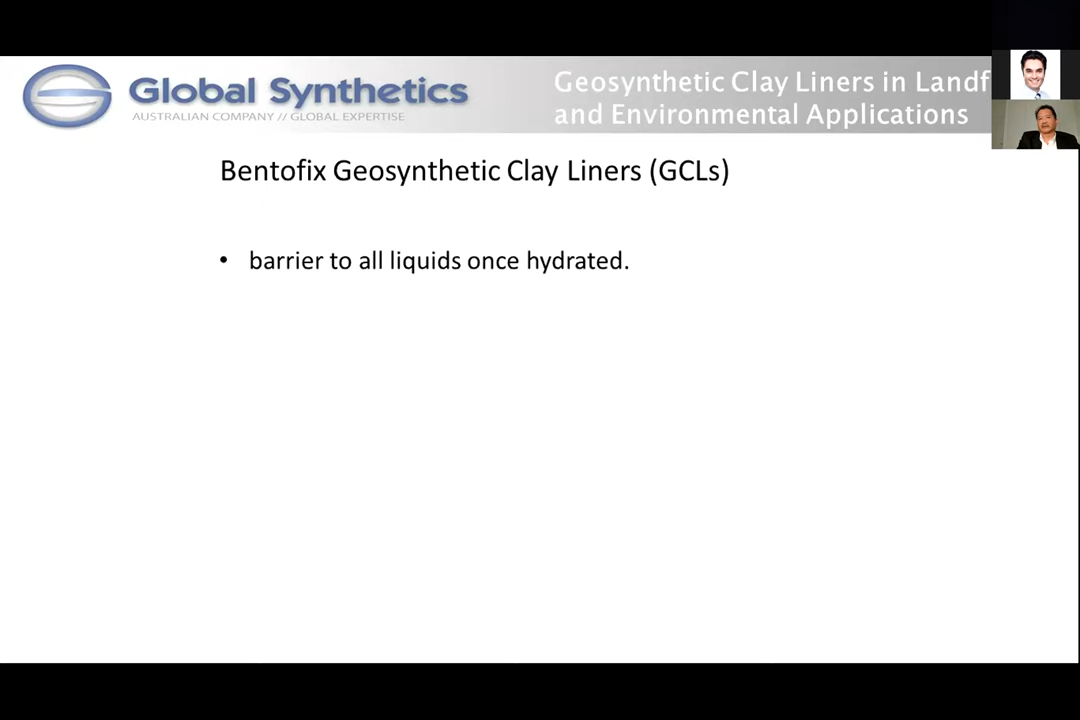 Global Synthetics
AUSTRALIAN COMPANY // GLOBAL EXPERTISE
Geosynthetic Clay Liners in Landf
and Environmental Applications
Bentofix Geosynthetic Clay Liners (GCLs)
• barrier to all liquids once hydrated.